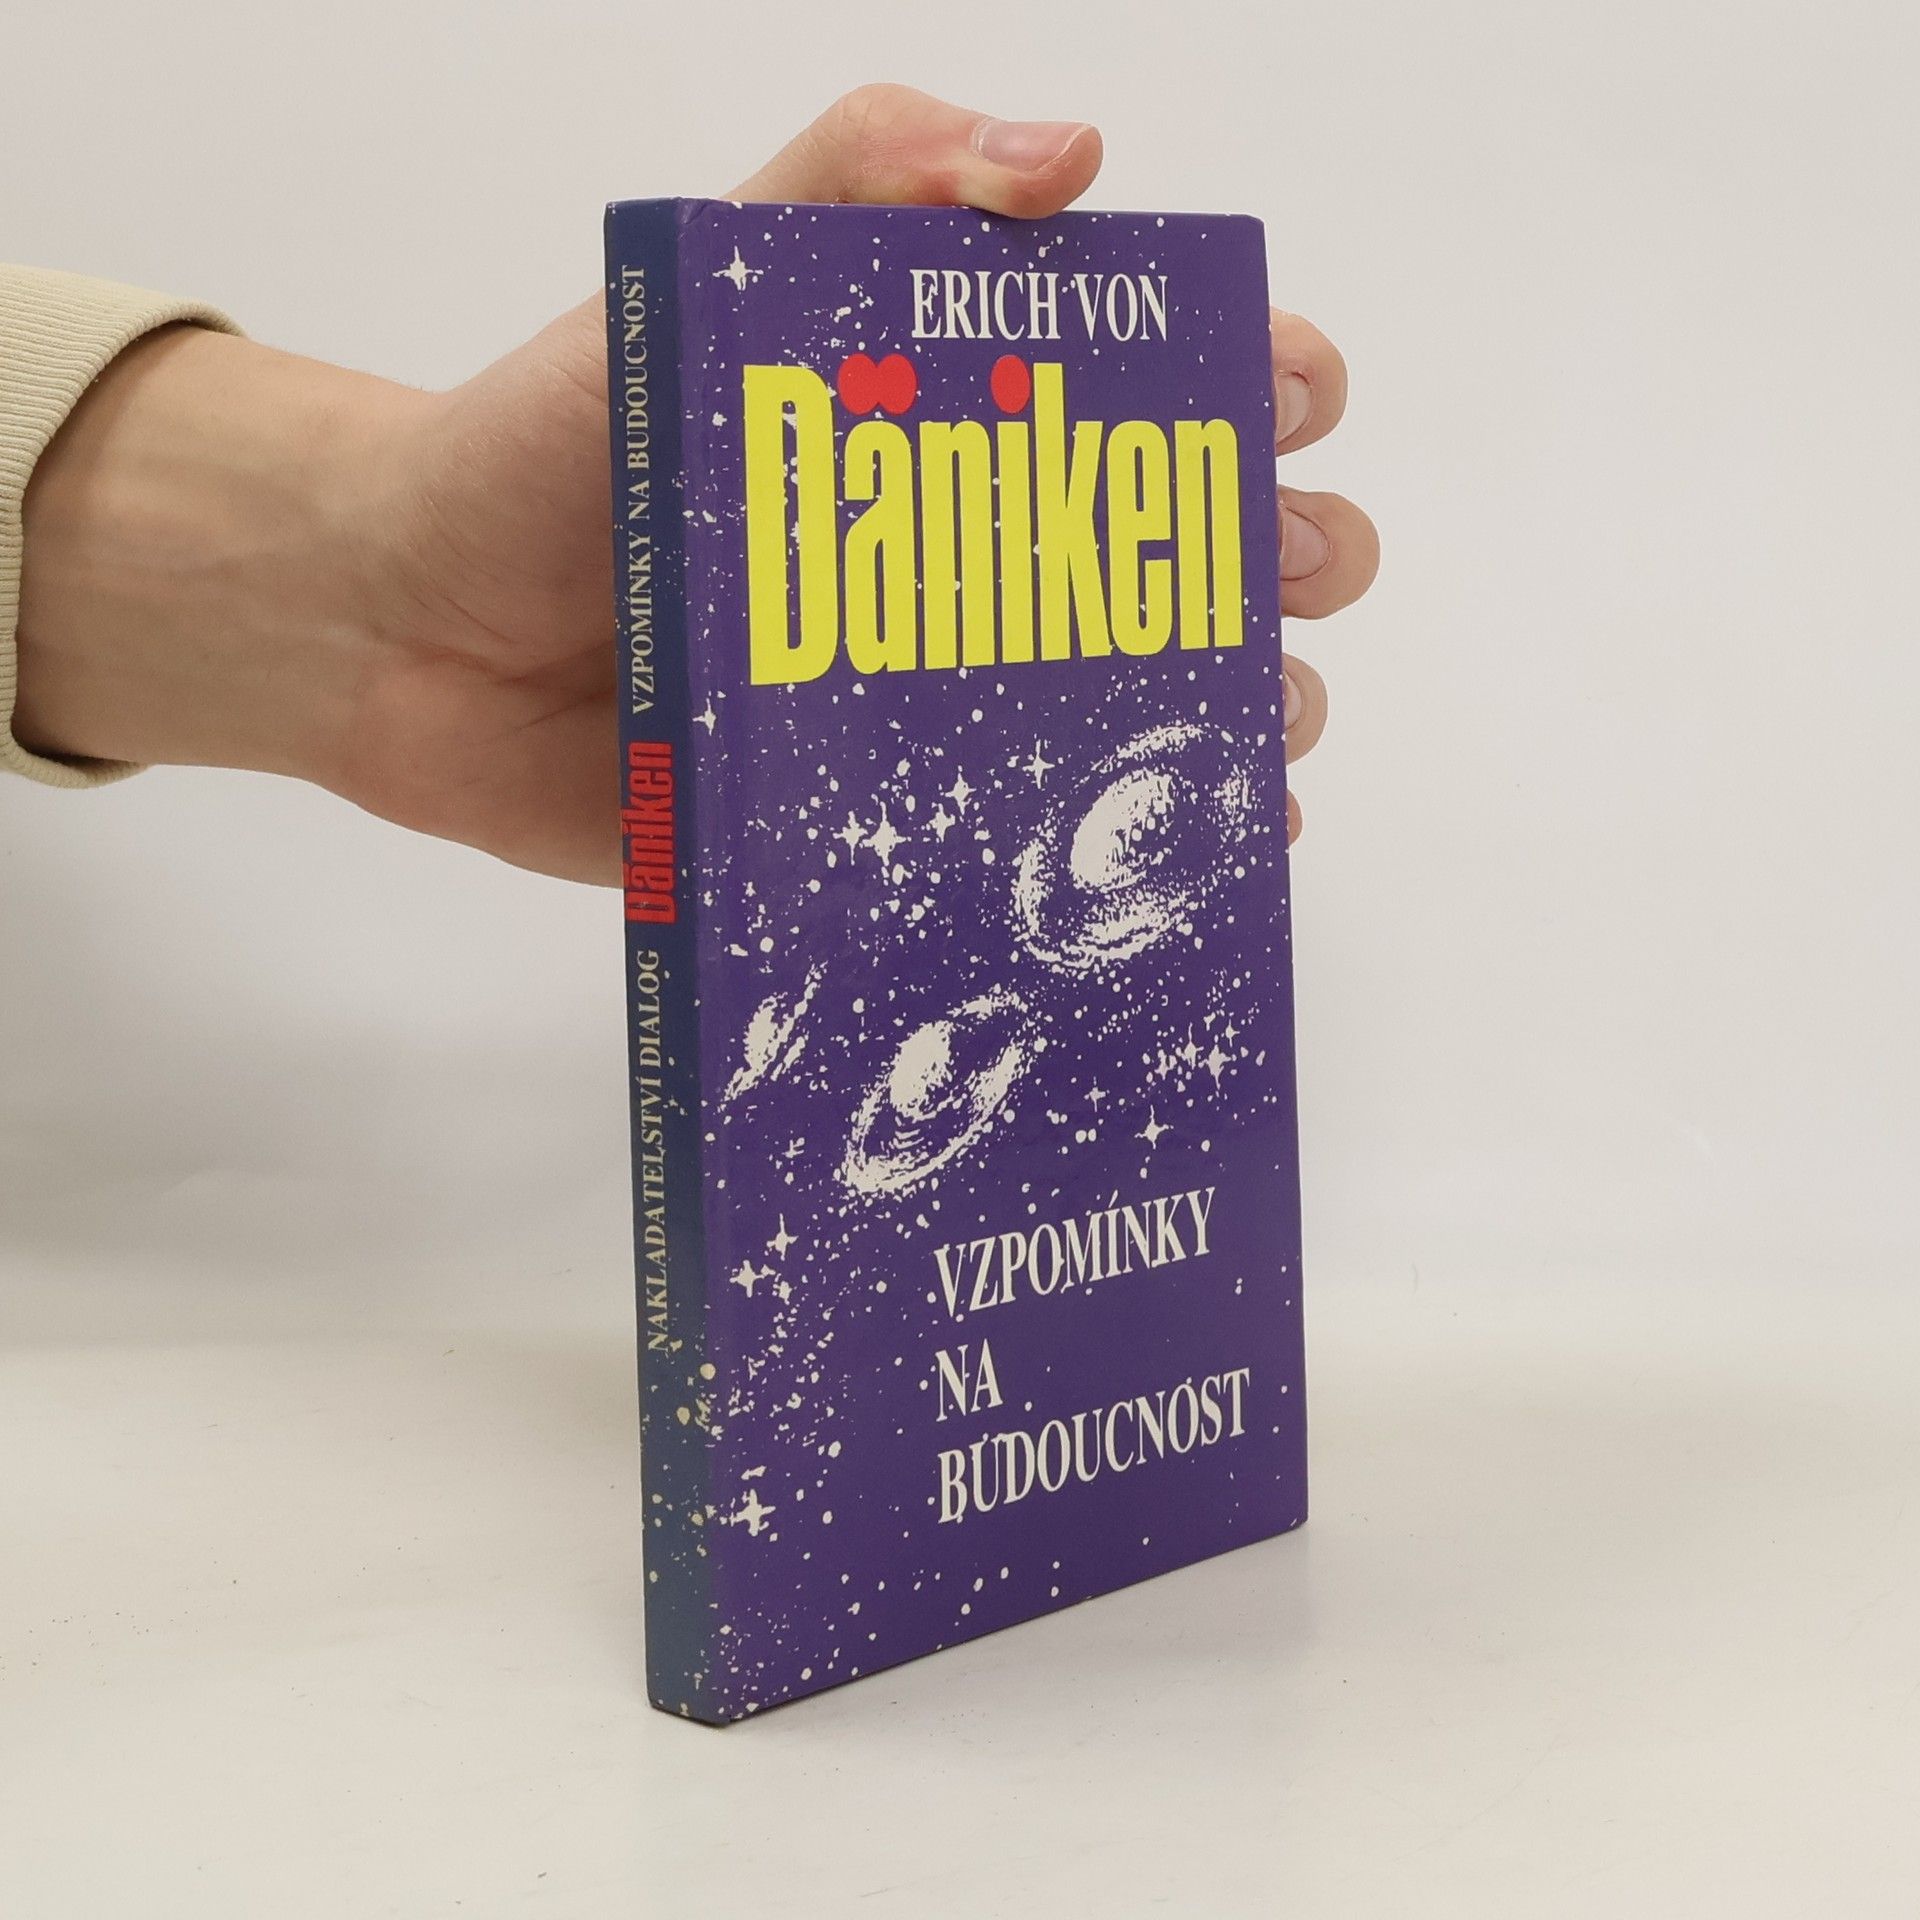 ERICH VON
Däniken
VZPOMÍNKY
NA
BUDOUCNOST
NAKLADATELSTVÍ DIALOG Däniken VZPOMÍNKY NA BUDOUCNOST